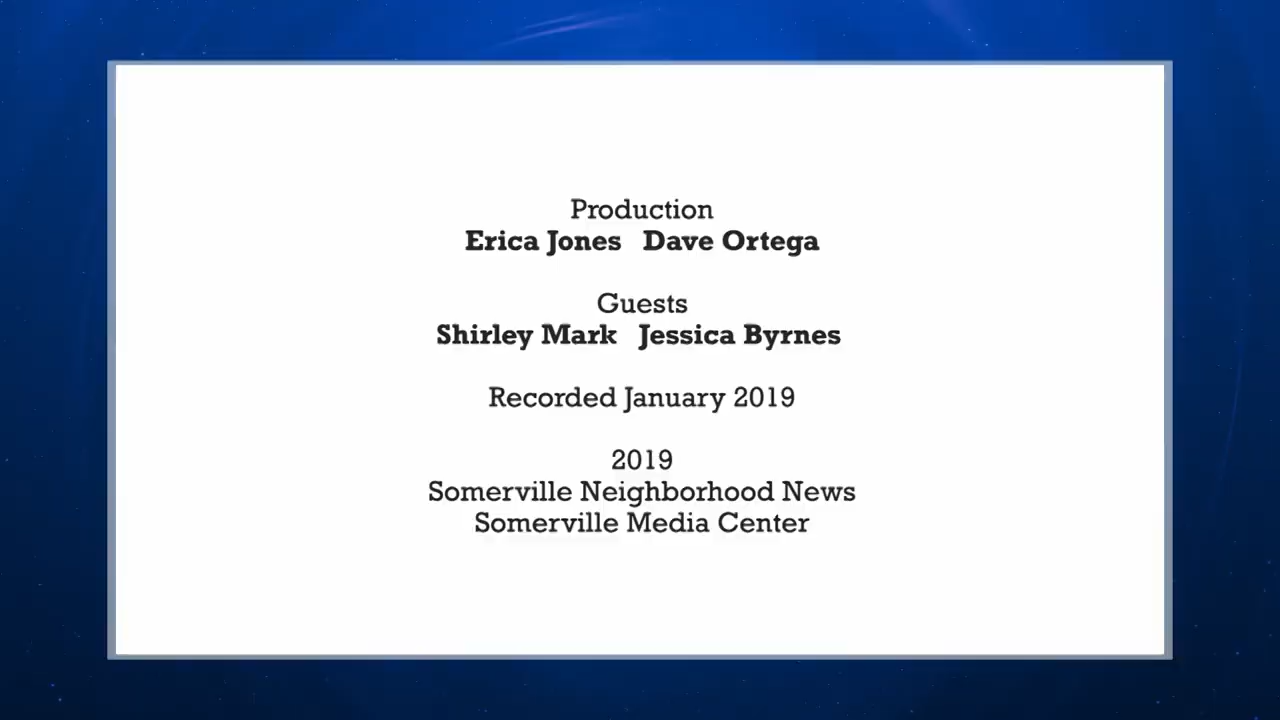 Production
Erica Jones Dave Ortega
Guests
Shirley Mark Jessica Byrnes
Recorded January 2019
2019
Somerville Neighborhood News
Somerville Media Center